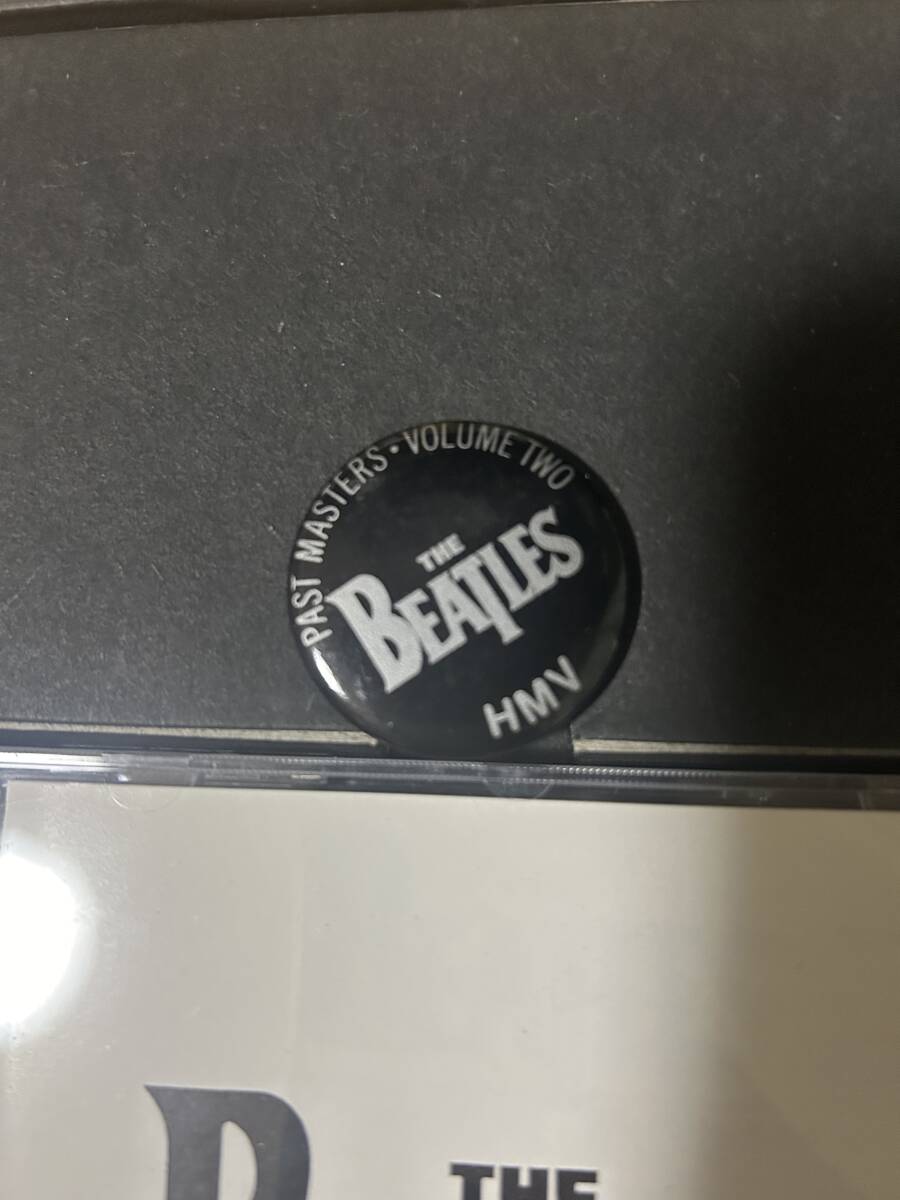 PAST MASTERS • VOLUME TWO
THE
BEATLES
HMV
THE